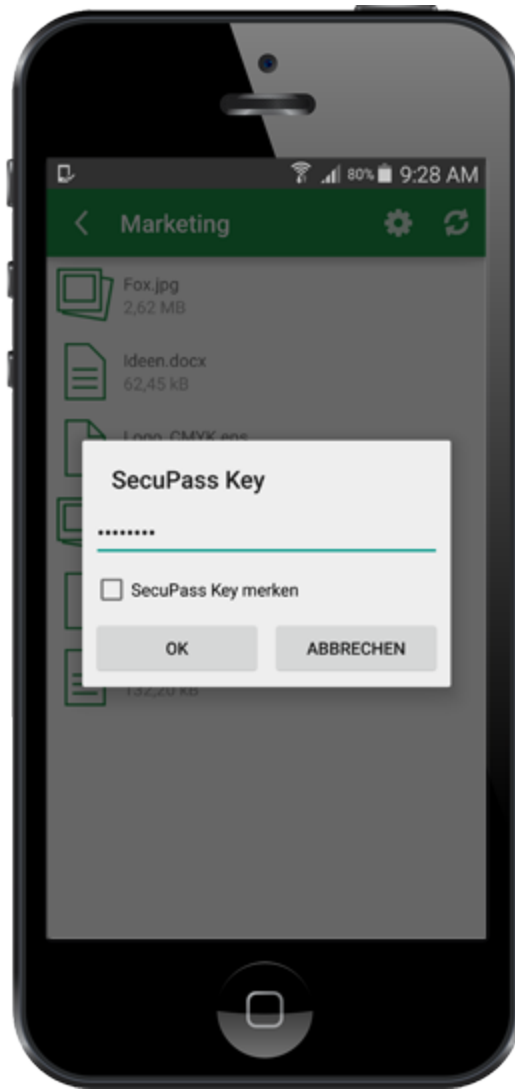 80% 9:28 AM
Marketing
Fox.jpg
2,62 MB
Ideen.docx
62,45 kB
Logo_CMYK.eps
SecuPass Key
••••••••
SecuPass Key merken
OK ABBRECHEN
132,20 kB